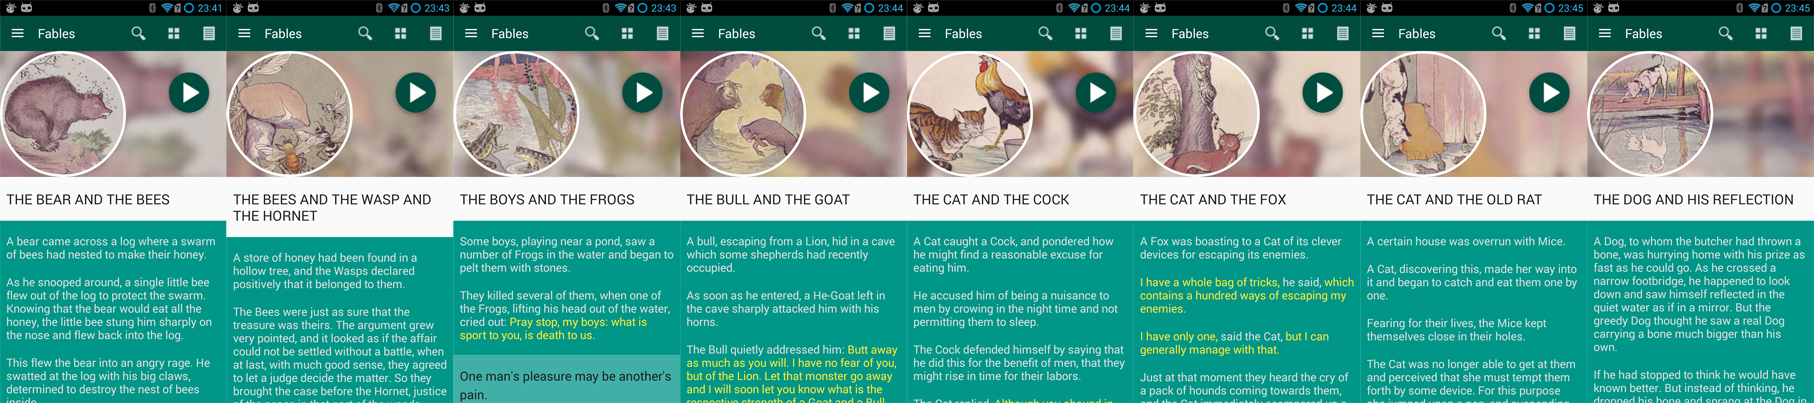 23:41
Fables
THE BEAR AND THE BEES
A bear came across a log where a swarm
of bees had nested to make their honey.
As he snooped around, a single little bee
flew out of the log to protect the swarm.
Knowing that the bear would eat all the
honey, the little bee stung him sharply on
the nose and flew back into the log.
This flew the bear into an angry rage. He
swatted at the log with his big claws,
determined to destroy the nest of bees
inside.
23:43
Fables
THE BEES AND THE WASP AND
THE HORNET
A store of honey had been found in a
hollow tree, and the Wasps declared
positively that it belonged to them.
The Bees were just as sure that the
treasure was theirs. The argument grew
very pointed, and it looked as if the affair
could not be settled without a battle, when
at last, with much good sense, they agreed
to let a judge decide the matter. So they
brought the case before the Hornet, justice
23:43
Fables
THE BOYS AND THE FROGS
Some boys, playing near a pond, saw a
number of Frogs in the water and began to
pelt them with stones.
They killed several of them, when one of
the Frogs, lifting his head out of the water,
cried out: Pray stop, my boys: what is
sport to you, is death to us.
One man's pleasure may be another's
pain.
23:44
Fables
THE BULL AND THE GOAT
A bull, escaping from a Lion, hid in a cave
which some shepherds had recently
occupied.
As soon as he entered, a He-Goat left in
the cave sharply attacked him with his
horns.
The Bull quietly addressed him: Butt away
as much as you will. I have no fear of you,
but of the Lion. Let that monster go away
and I will soon let you know what is the
respective strength of a Goat and a Bull.
23:44
Fables
THE CAT AND THE COCK
A Cat caught a Cock, and pondered how
he might find a reasonable excuse for
eating him.
He accused him of being a nuisance to
men by crowing in the night time and not
permitting them to sleep.
The Cock defended himself by saying that
he did this for the benefit of men, that they
might rise in time for their labors.
The Cat replied, Although you abound in
23:44
Fables
THE CAT AND THE FOX
A Fox was boasting to a Cat of its clever
devices for escaping its enemies.
I have a whole bag of tricks, he said, which
contains a hundred ways of escaping my
enemies.
I have only one, said the Cat, but I can
generally manage with that.
Just at that moment they heard the cry of
a pack of hounds coming towards them,
and the Cat immediately scampered up a
23:45
Fables
THE CAT AND THE OLD RAT
A certain house was overrun with Mice.
A Cat, discovering this, made her way into
it and began to catch and eat them one by
one.
Fearing for their lives, the Mice kept
themselves close in their holes.
The Cat was no longer able to get at them
and perceived that she must tempt them
forth by some device. For this purpose
23:45
Fables
THE DOG AND HIS REFLECTION
A Dog, to whom the butcher had thrown a
bone, was hurrying home with his prize as
fast as he could go. As he crossed a
narrow footbridge, he happened to look
down and saw himself reflected in the
quiet water as if in a mirror. But the
greedy Dog thought he saw a real Dog
carrying a bone much bigger than his
own.
If he had stopped to think he would have
known better. But instead of thinking, he
dropped his bone and sprang at the Dog in